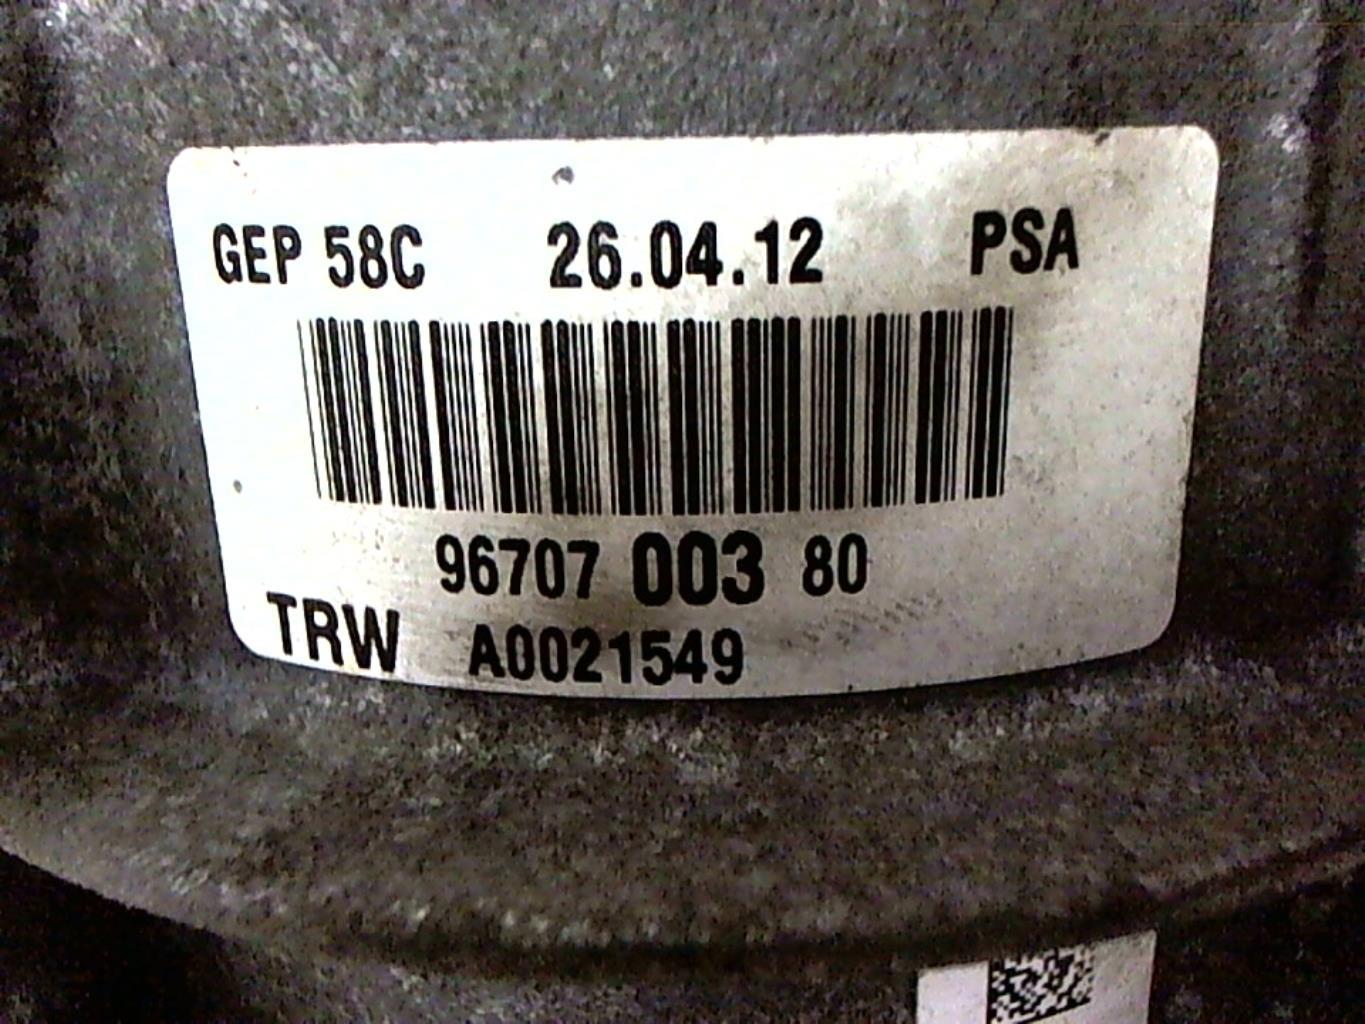 GEP 58C 26.04.12 PSA
96707 003 80
TRW A0021549